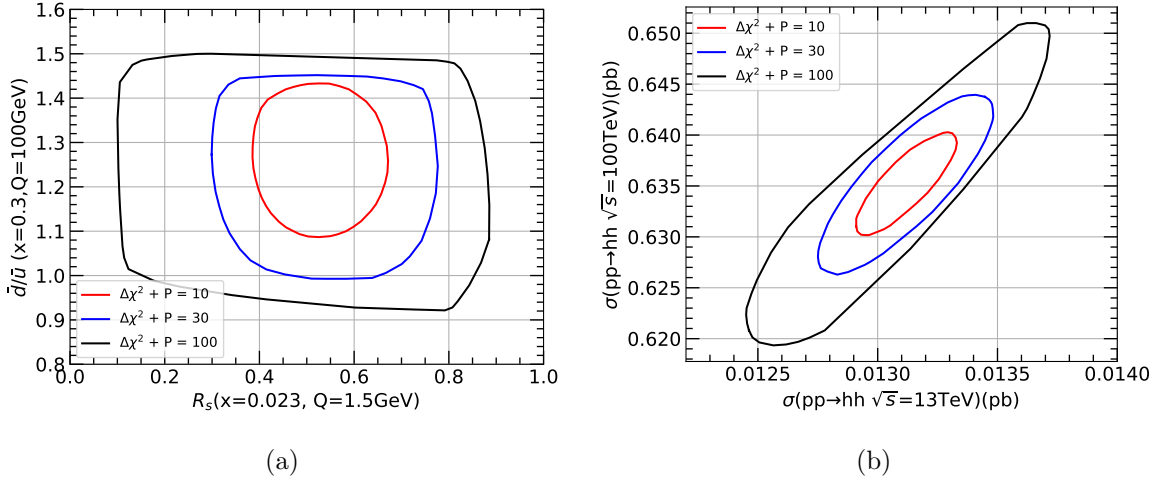 1.6
1.5
1.4
1.3
1.2
1.1
1.0
0.9
0.8
d̄/ū (x=0.3,Q=100GeV)
Δχ² + P = 10
Δχ² + P = 30
Δχ² + P = 100
0.0 0.2 0.4 0.6 0.8 1.0
R_s(x=0.023, Q=1.5GeV)
(a)
Δχ² + P = 10
Δχ² + P = 30
Δχ² + P = 100
0.650
0.645
0.640
0.635
0.630
0.625
0.620
σ(pp→hh √s=100TeV)(pb)
0.0125 0.0130 0.0135 0.0140
σ(pp→hh √s=13TeV)(pb)
(b)